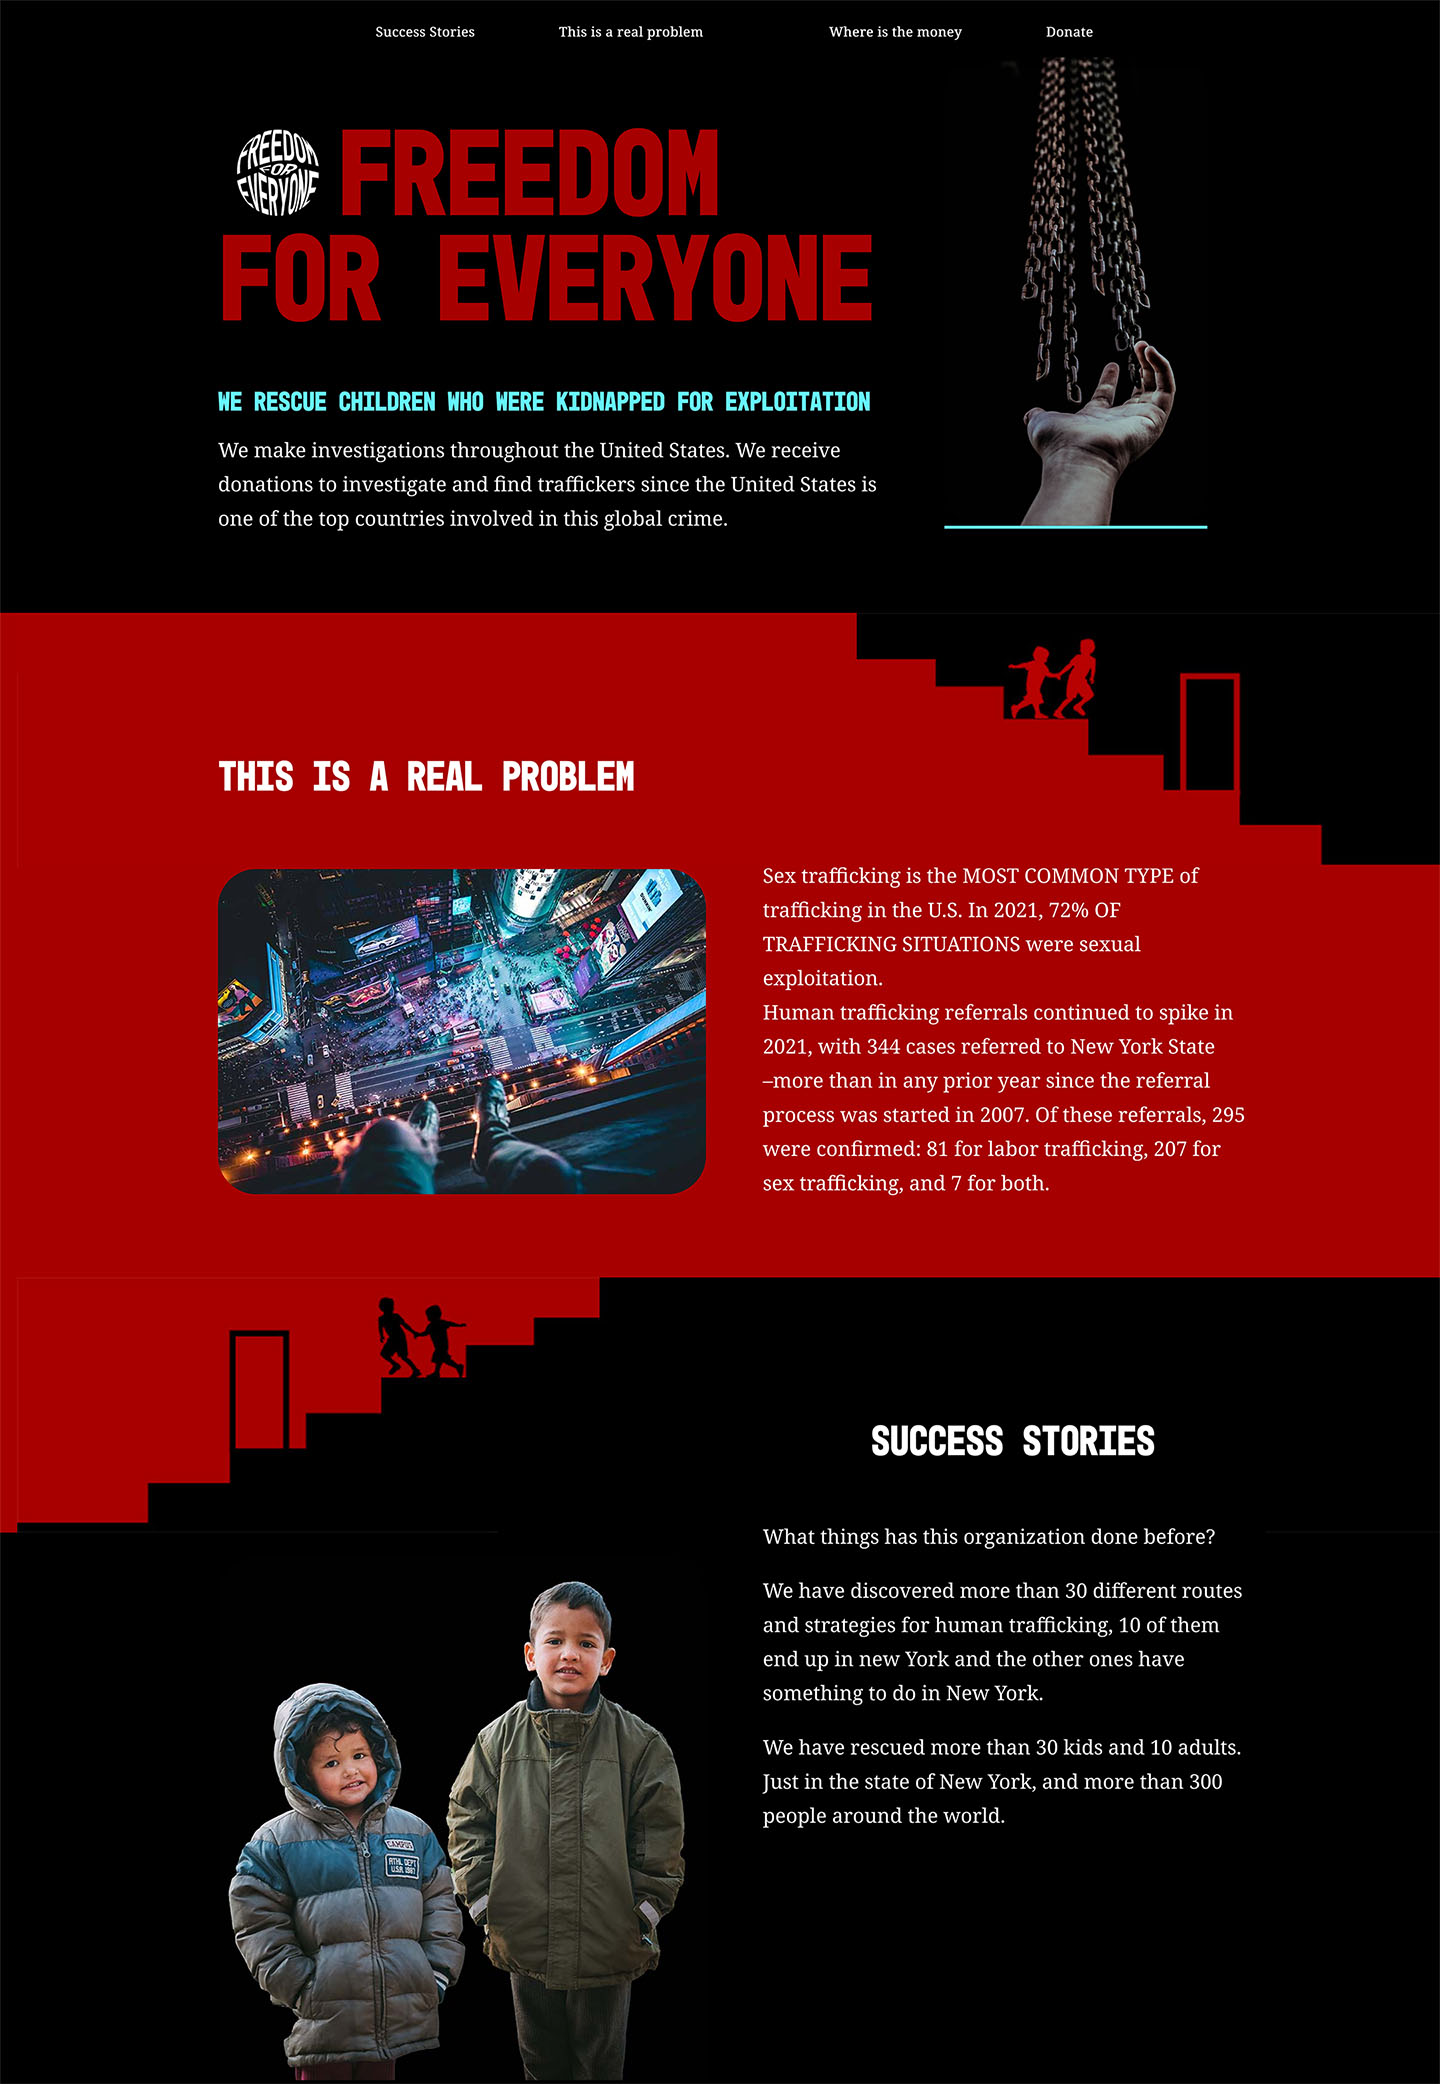 Success Stories
This is a real problem
Where is the money
Donate
FREEDOM
FOR
EVERYONE
FREEDOM
FOR EVERYONE
WE RESCUE CHILDREN WHO WERE KIDNAPPED FOR EXPLOITATION
We make investigations throughout the United States. We receive
donations to investigate and find traffickers since the United States is
one of the top countries involved in this global crime.
THIS IS A REAL PROBLEM
Sex trafficking is the MOST COMMON TYPE of
trafficking in the U.S. In 2021, 72% OF
TRAFFICKING SITUATIONS were sexual
exploitation.
Human trafficking referrals continued to spike in
2021, with 344 cases referred to New York State
–more than in any prior year since the referral
process was started in 2007. Of these referrals, 295
were confirmed: 81 for labor trafficking, 207 for
sex trafficking, and 7 for both.
SUCCESS STORIES
What things has this organization done before?
We have discovered more than 30 different routes
and strategies for human trafficking, 10 of them
end up in new York and the other ones have
something to do in New York.
We have rescued more than 30 kids and 10 adults.
Just in the state of New York, and more than 300
people around the world.
CAMPUS
ATHL. DEPT
U.S.A. 1987